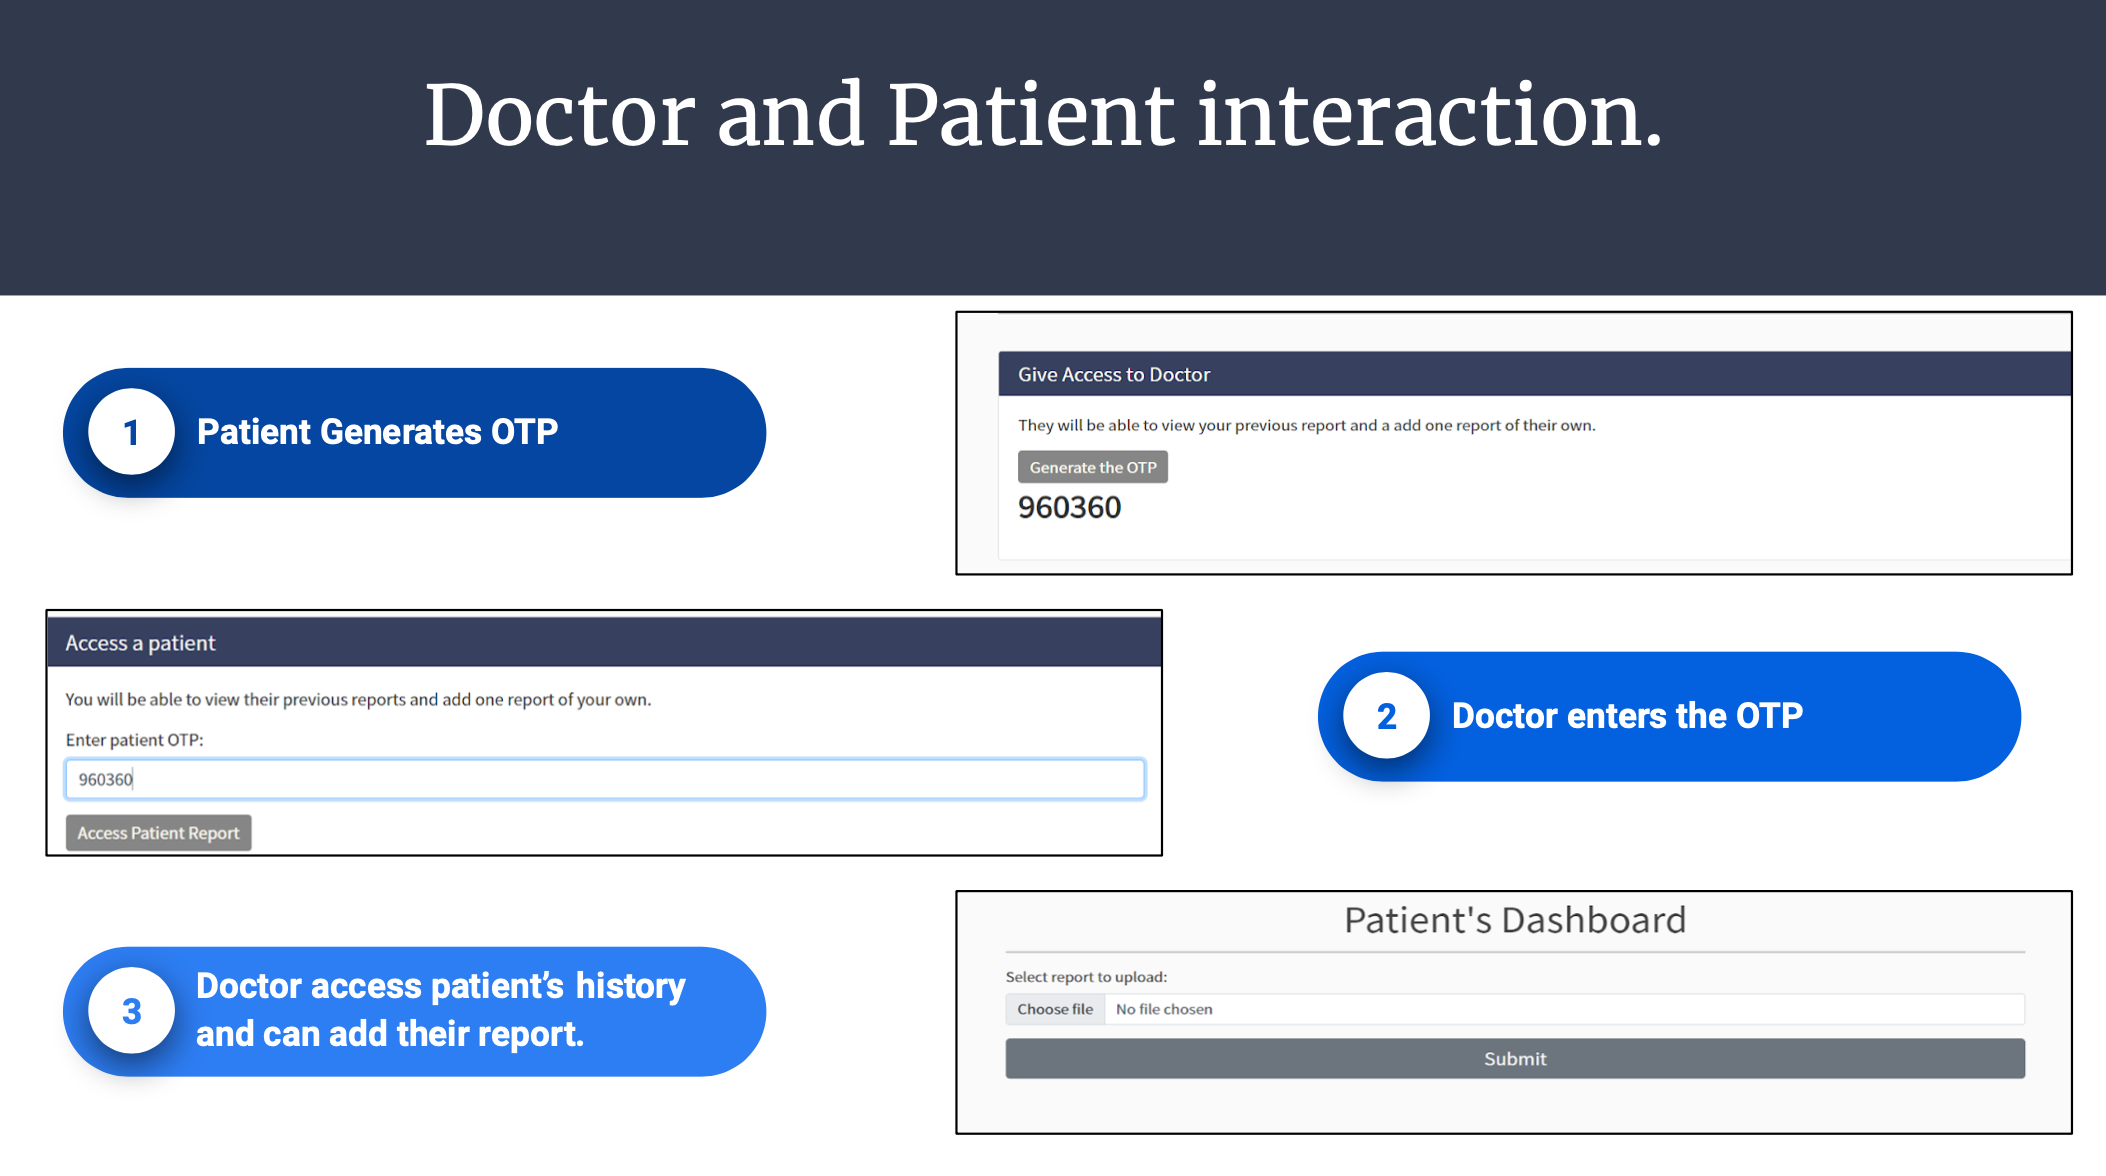 Doctor and Patient interaction.
1
Patient Generates OTP
Give Access to Doctor
They will be able to view your previous report and a add one report of their own.
Generate the OTP
960360
Access a patient
You will be able to view their previous reports and add one report of your own.
Enter patient OTP:
960360
Access Patient Report
2
Doctor enters the OTP
3
Doctor access patient’s history
and can add their report.
Patient's Dashboard
Select report to upload:
Choose file No file chosen
Submit